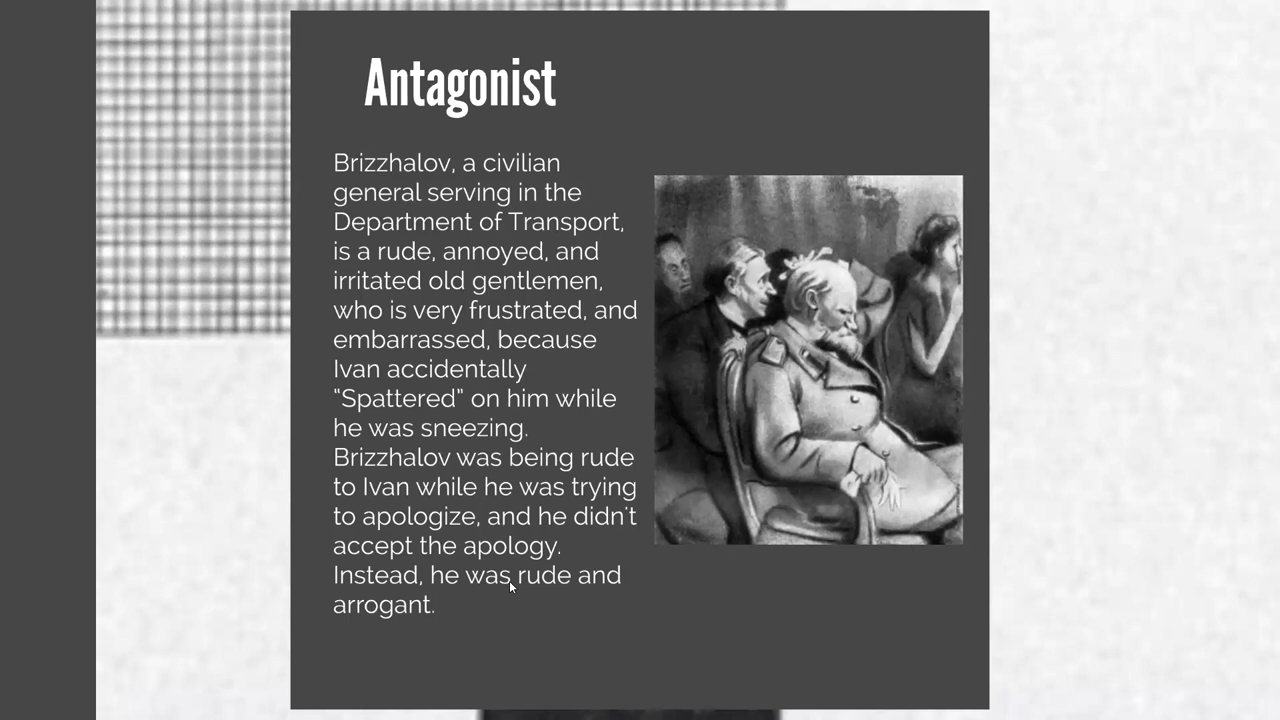 Antagonist
Brizzhalov, a civilian
general serving in the
Department of Transport,
is a rude, annoyed, and
irritated old gentlemen,
who is very frustrated, and
embarrassed, because
Ivan accidentally
“Spattered” on him while
he was sneezing.
Brizzhalov was being rude
to Ivan while he was trying
to apologize, and he didn't
accept the apology.
Instead, he was rude and
arrogant.